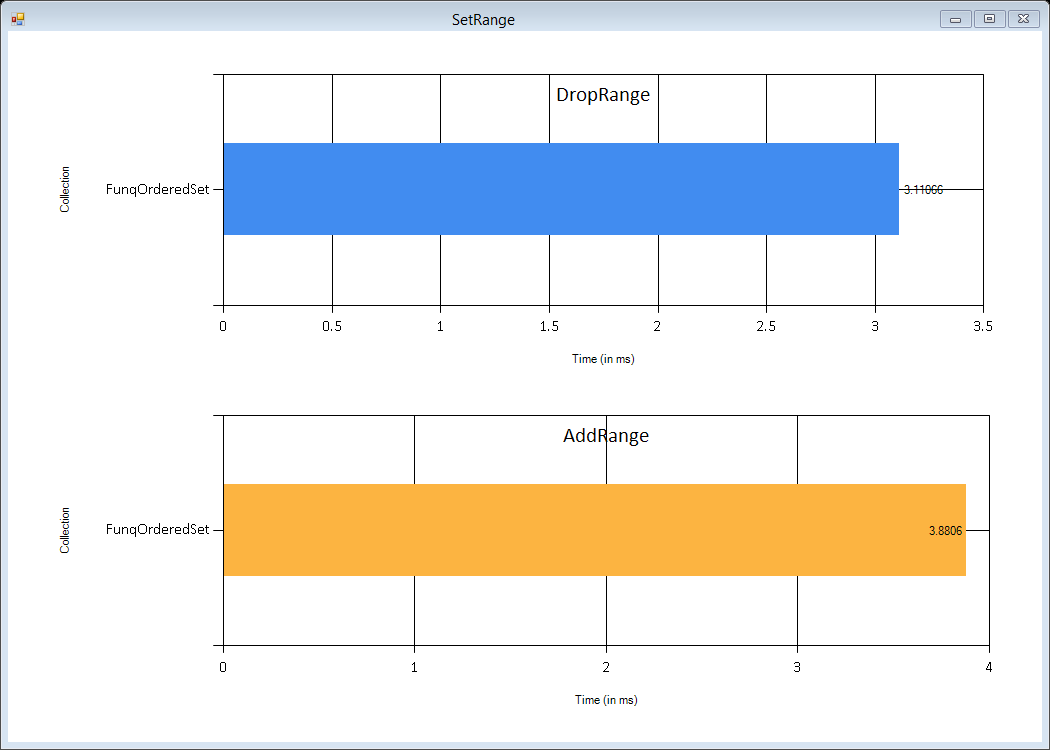 SetRange
DropRange
Collection
FunqOrderedSet
3.11066
0 0.5 1 1.5 2 2.5 3 3.5
Time (in ms)
AddRange
Collection
FunqOrderedSet
3.8806
0 1 2 3 4
Time (in ms)